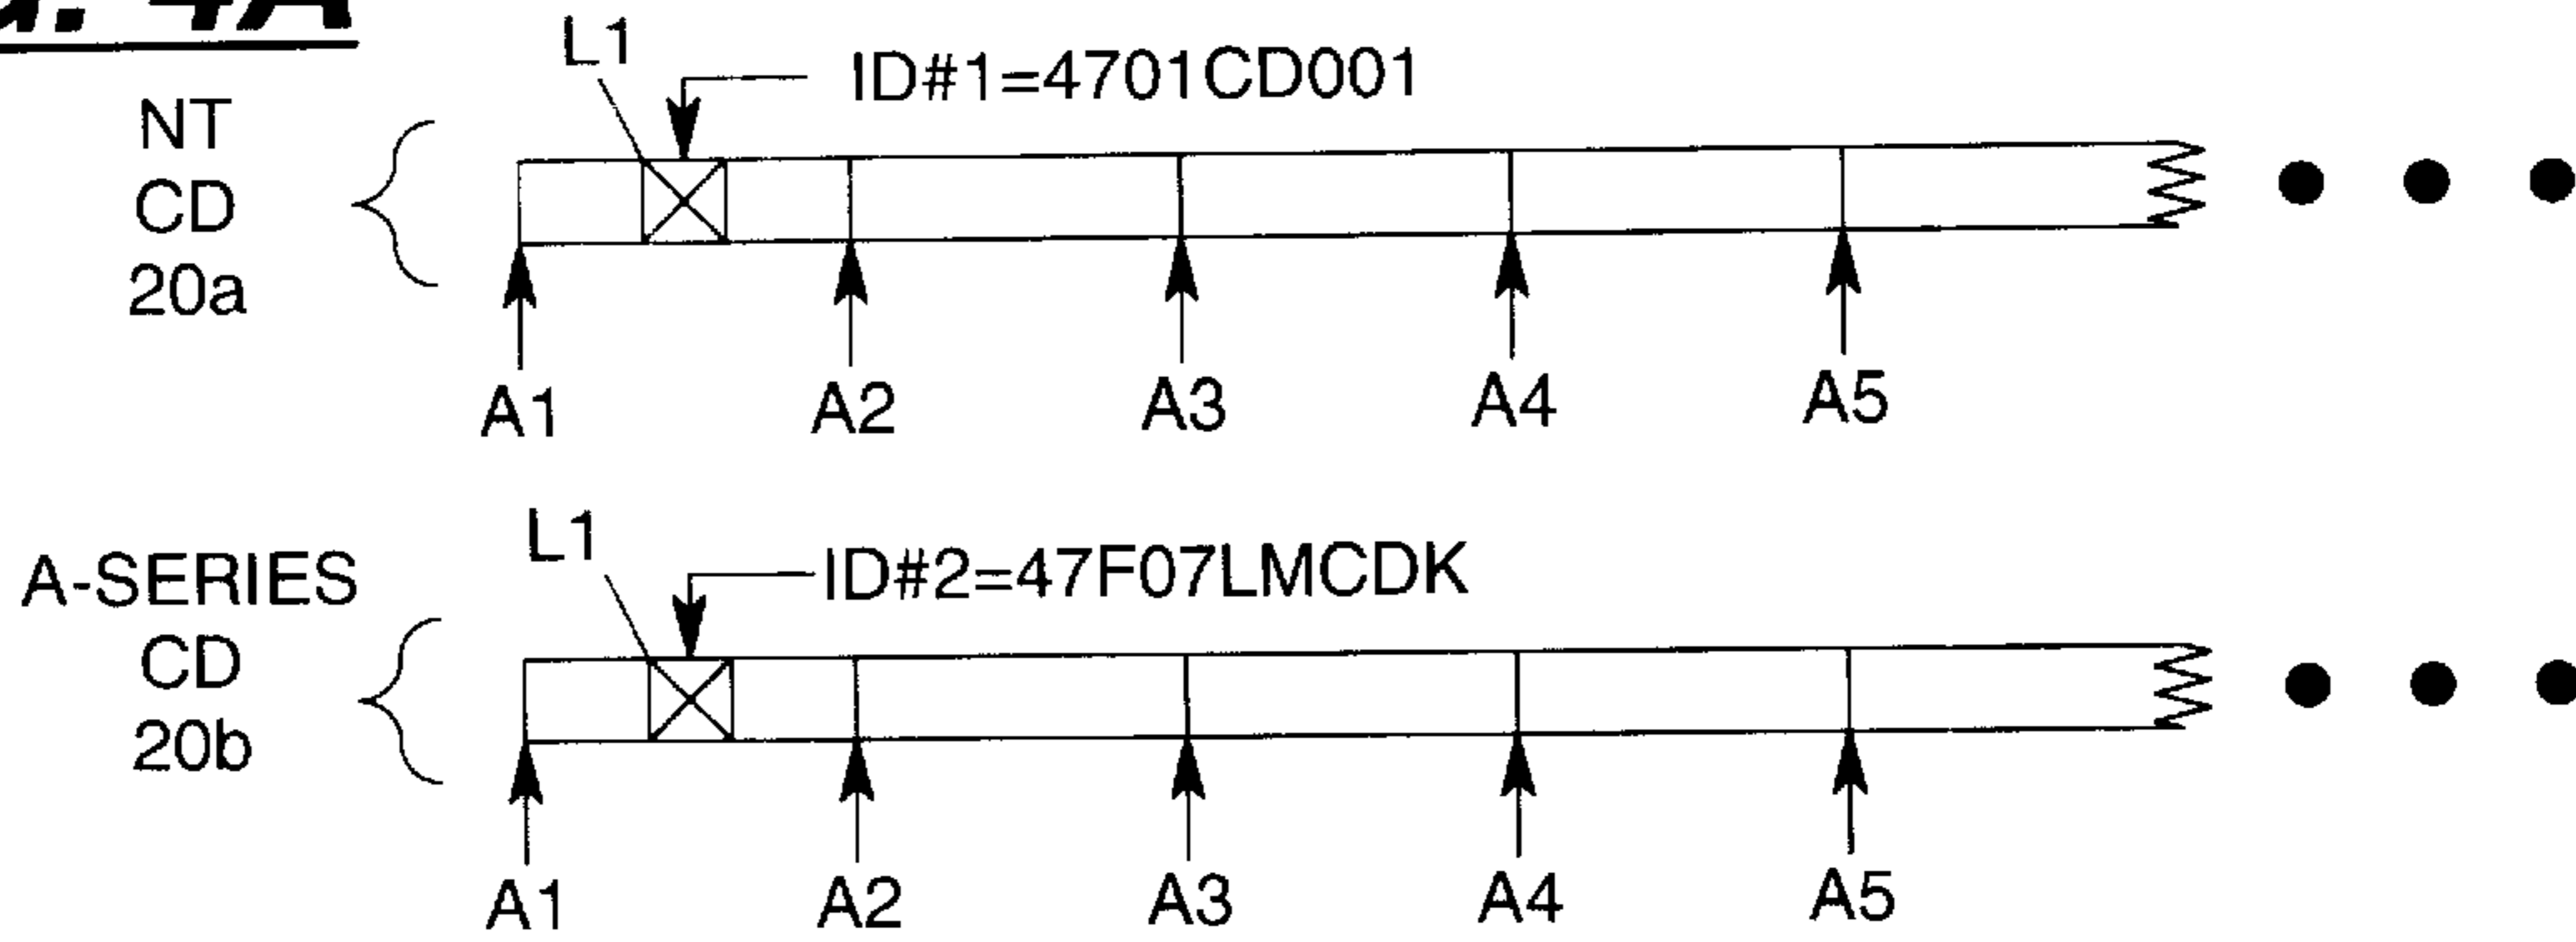 4A
L1
ID#1=4701CD001
NT
CD
20a
A1 A2 A3 A4 A5
L1
ID#2=47F07LMCDK
A-SERIES
CD
20b
A1 A2 A3 A4 A5